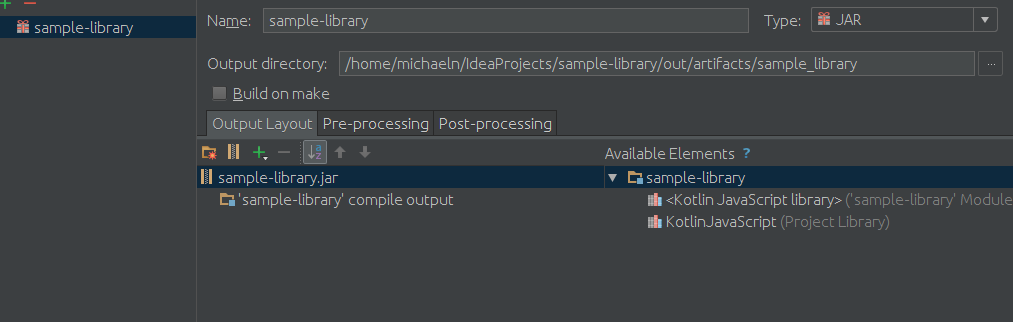 sample-library
Name: sample-library
Type: JAR
Output directory: /home/michaeln/IdeaProjects/sample-library/out/artifacts/sample_library ...
Build on make
Output Layout Pre-processing Post-processing
Available Elements ?
sample-library.jar
'sample-library' compile output
sample-library
<Kotlin JavaScript library> ('sample-library' Module
KotlinJavaScript (Project Library)